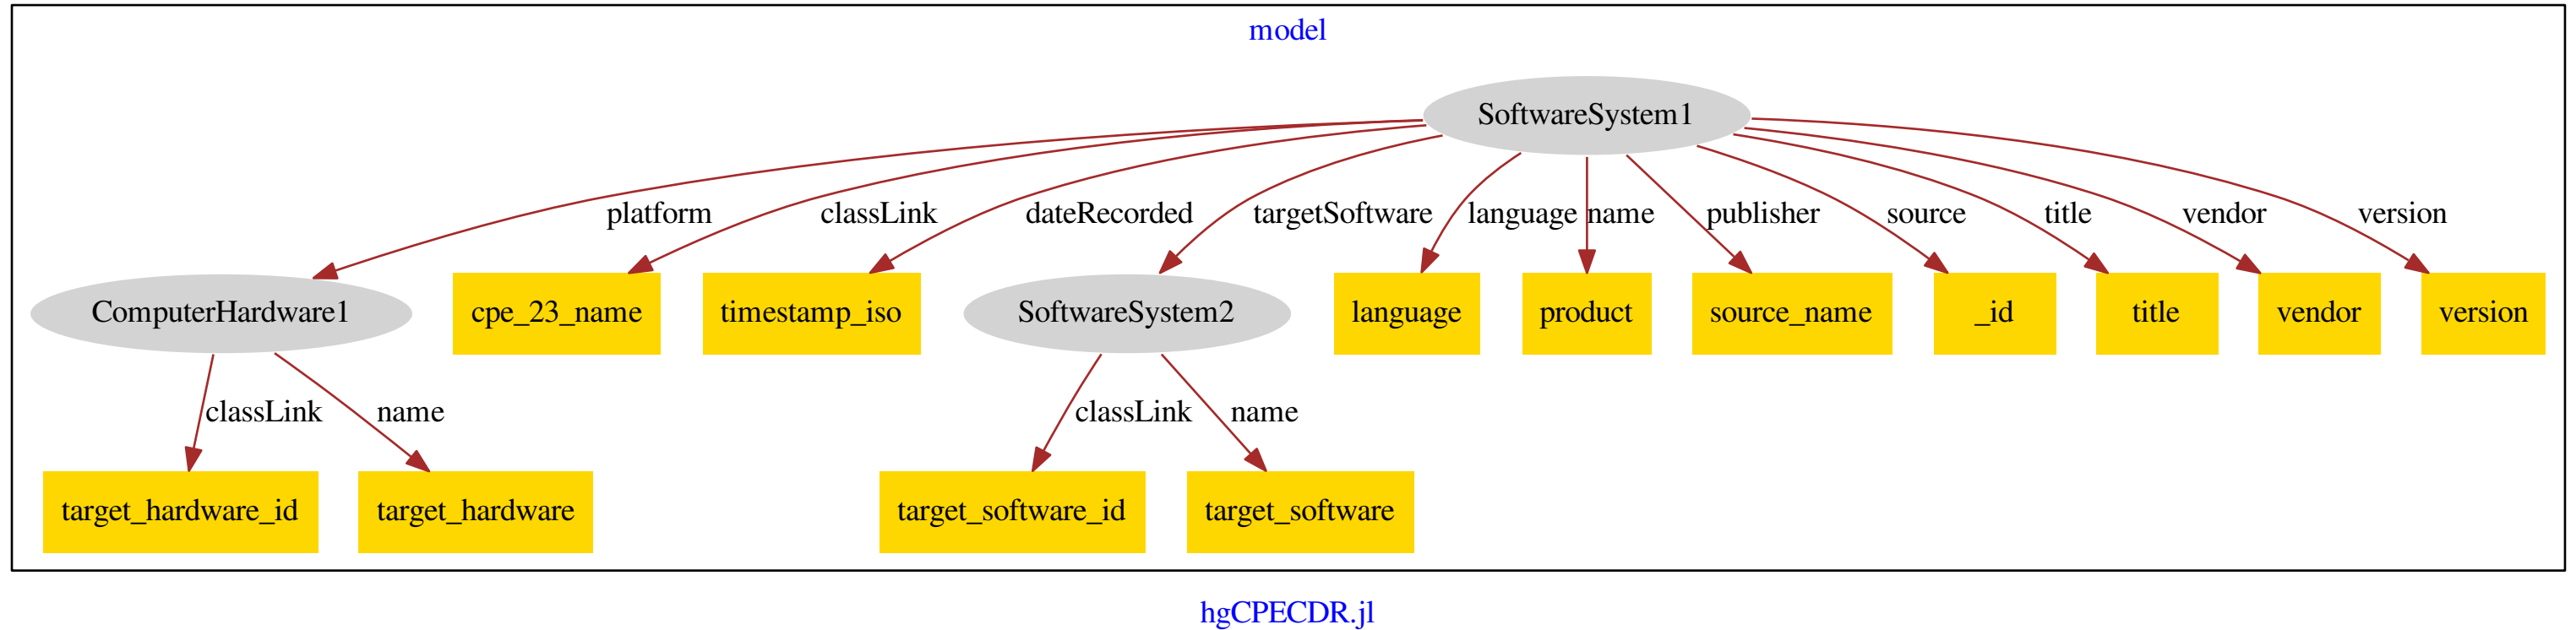 model
SoftwareSystem1
platform
classLink
dateRecorded
targetSoftware
language
name
publisher
source
title
vendor
version
ComputerHardware1
cpe_23_name
timestamp_iso
SoftwareSystem2
language
product
source_name
_id
title
vendor
version
classLink
name
classLink
name
target_hardware_id
target_hardware
target_software_id
target_software
hgCPECDR.jl